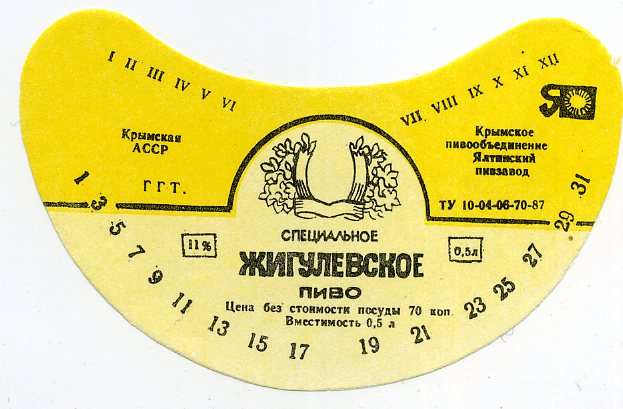 I II III IV V VI
VII VIII IX X XI XII
Крымская
АССР
ГГТ.
Крымское
пивообъединение
Ялтинский
пивзавод
ТУ 10-04-06-70-87
СПЕЦИАЛЬНОЕ
11%
0,5л
ЖИГУЛЕВСКОЕ
ПИВО
Цена без стоимости посуды 70 коп.
Вместимость 0,5 л
1 3 5 7 9 11 13 15 17 19 21 23 25 27 29 31